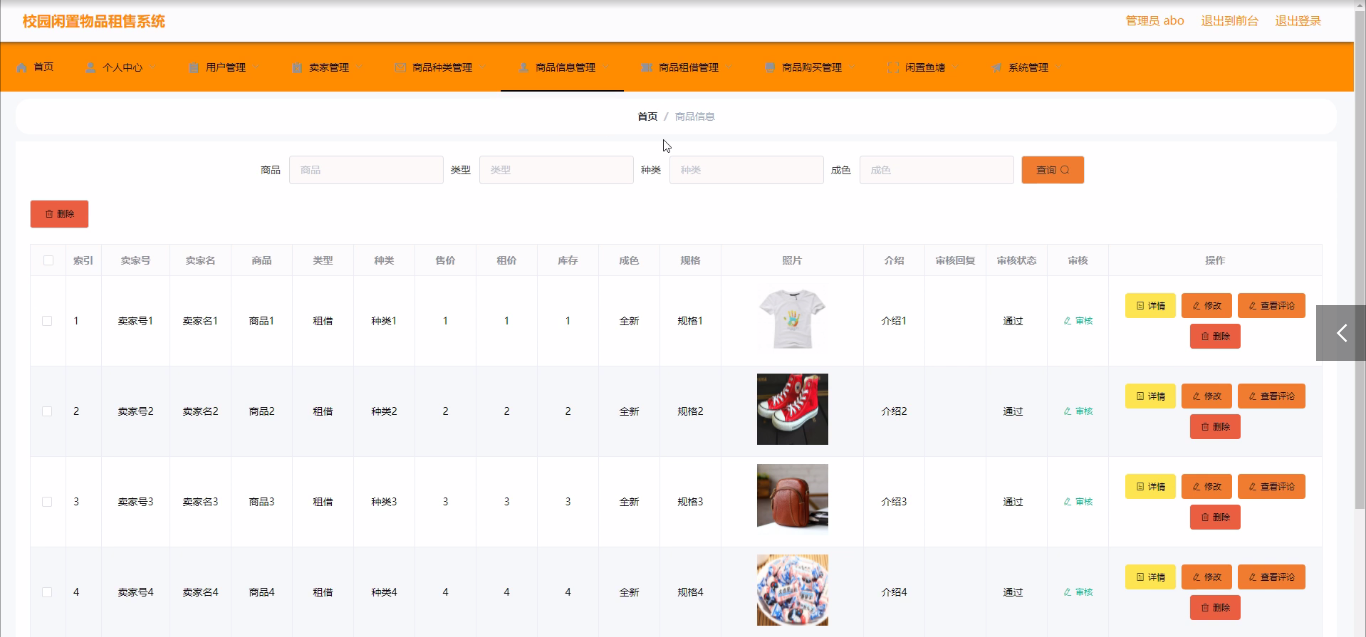 校园闲置物品租售系统
管理员 abo 退出到前台 退出登录
首页 个人中心 用户管理 卖家管理 商品种类管理 商品信息管理 商品租借管理 商品购买管理 闲置鱼塘 系统管理
首页 / 商品信息
商品 商品 类型 类型 种类 种类 成色 成色 查询
删除
索引 卖家号 卖家名 商品 类型 种类 售价 租价 库存 成色 规格 照片 介绍 审核回复 审核状态 审核 操作
1 卖家号1 卖家名1 商品1 租借 种类1 1 1 1 全新 规格1 介绍1 通过 审核 详情 修改 查看评论
删除
2 卖家号2 卖家名2 商品2 租借 种类2 2 2 2 全新 规格2 介绍2 通过 审核 详情 修改 查看评论
删除
3 卖家号3 卖家名3 商品3 租借 种类3 3 3 3 全新 规格3 介绍3 通过 审核 详情 修改 查看评论
删除
4 卖家号4 卖家名4 商品4 租借 种类4 4 4 4 全新 规格4 介绍4 通过 审核 详情 修改 查看评论
删除